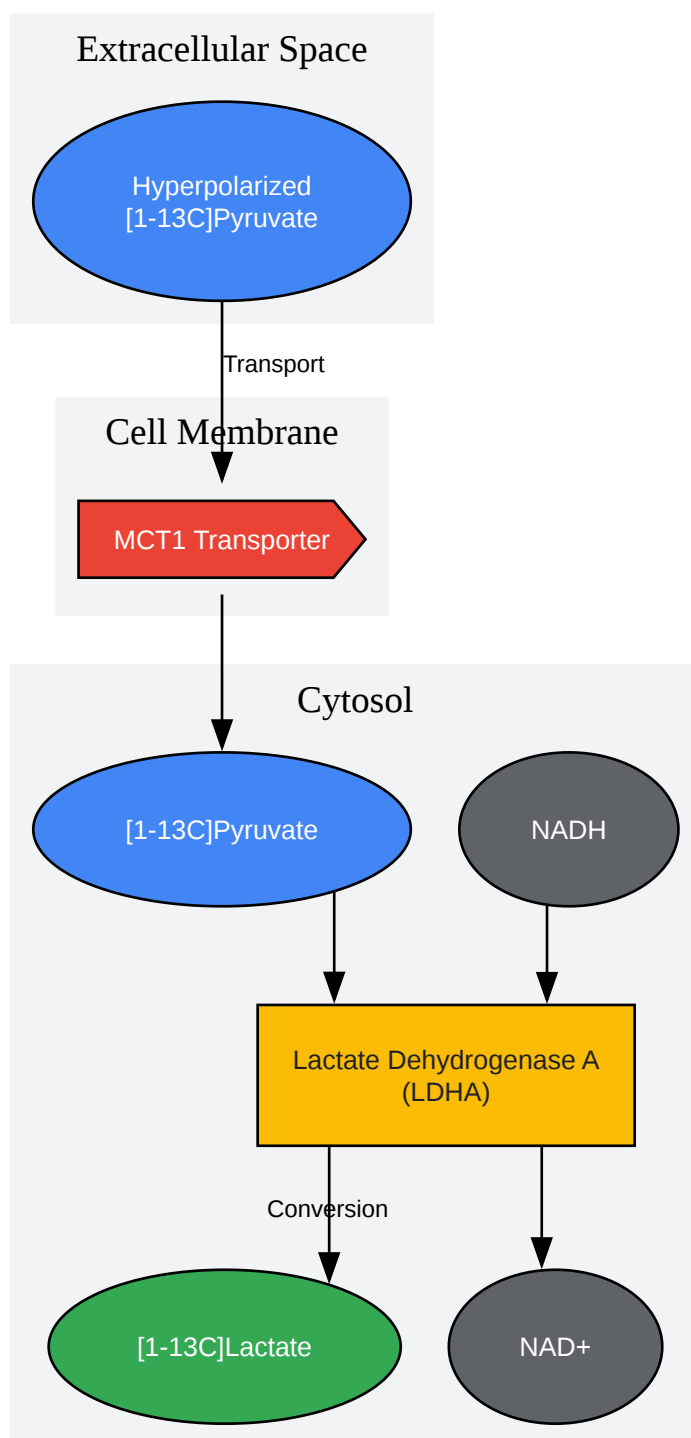 Extracellular Space
Hyperpolarized
[1-13C]Pyruvate
Transport
Cell Membrane
MCT1 Transporter
Cytosol
[1-13C]Pyruvate
NADH
Lactate Dehydrogenase A
(LDHA)
Conversion
[1-13C]Lactate
NAD+